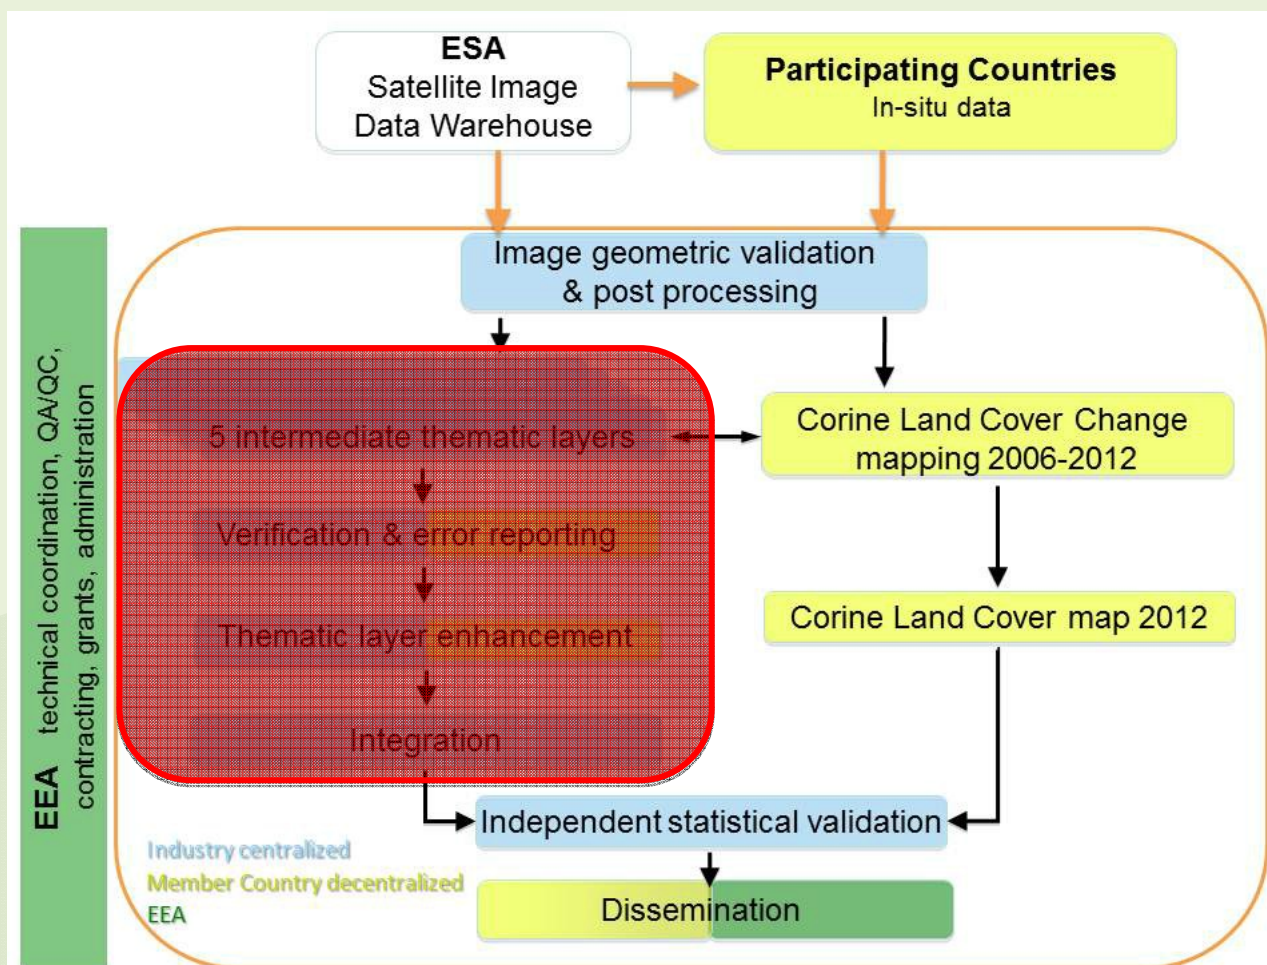 ESA
Satellite Image
Data Warehouse
Participating Countries
In-situ data
EEA technical coordination, QA/QC,
contracting, grants, administration
Image geometric validation
& post processing
5 intermediate thematic layers
Verification & error reporting
Thematic layer enhancement
Integration
Corine Land Cover Change
mapping 2006-2012
Corine Land Cover map 2012
Independent statistical validation
Dissemination
Industry centralized
Member Country decentralized
EEA